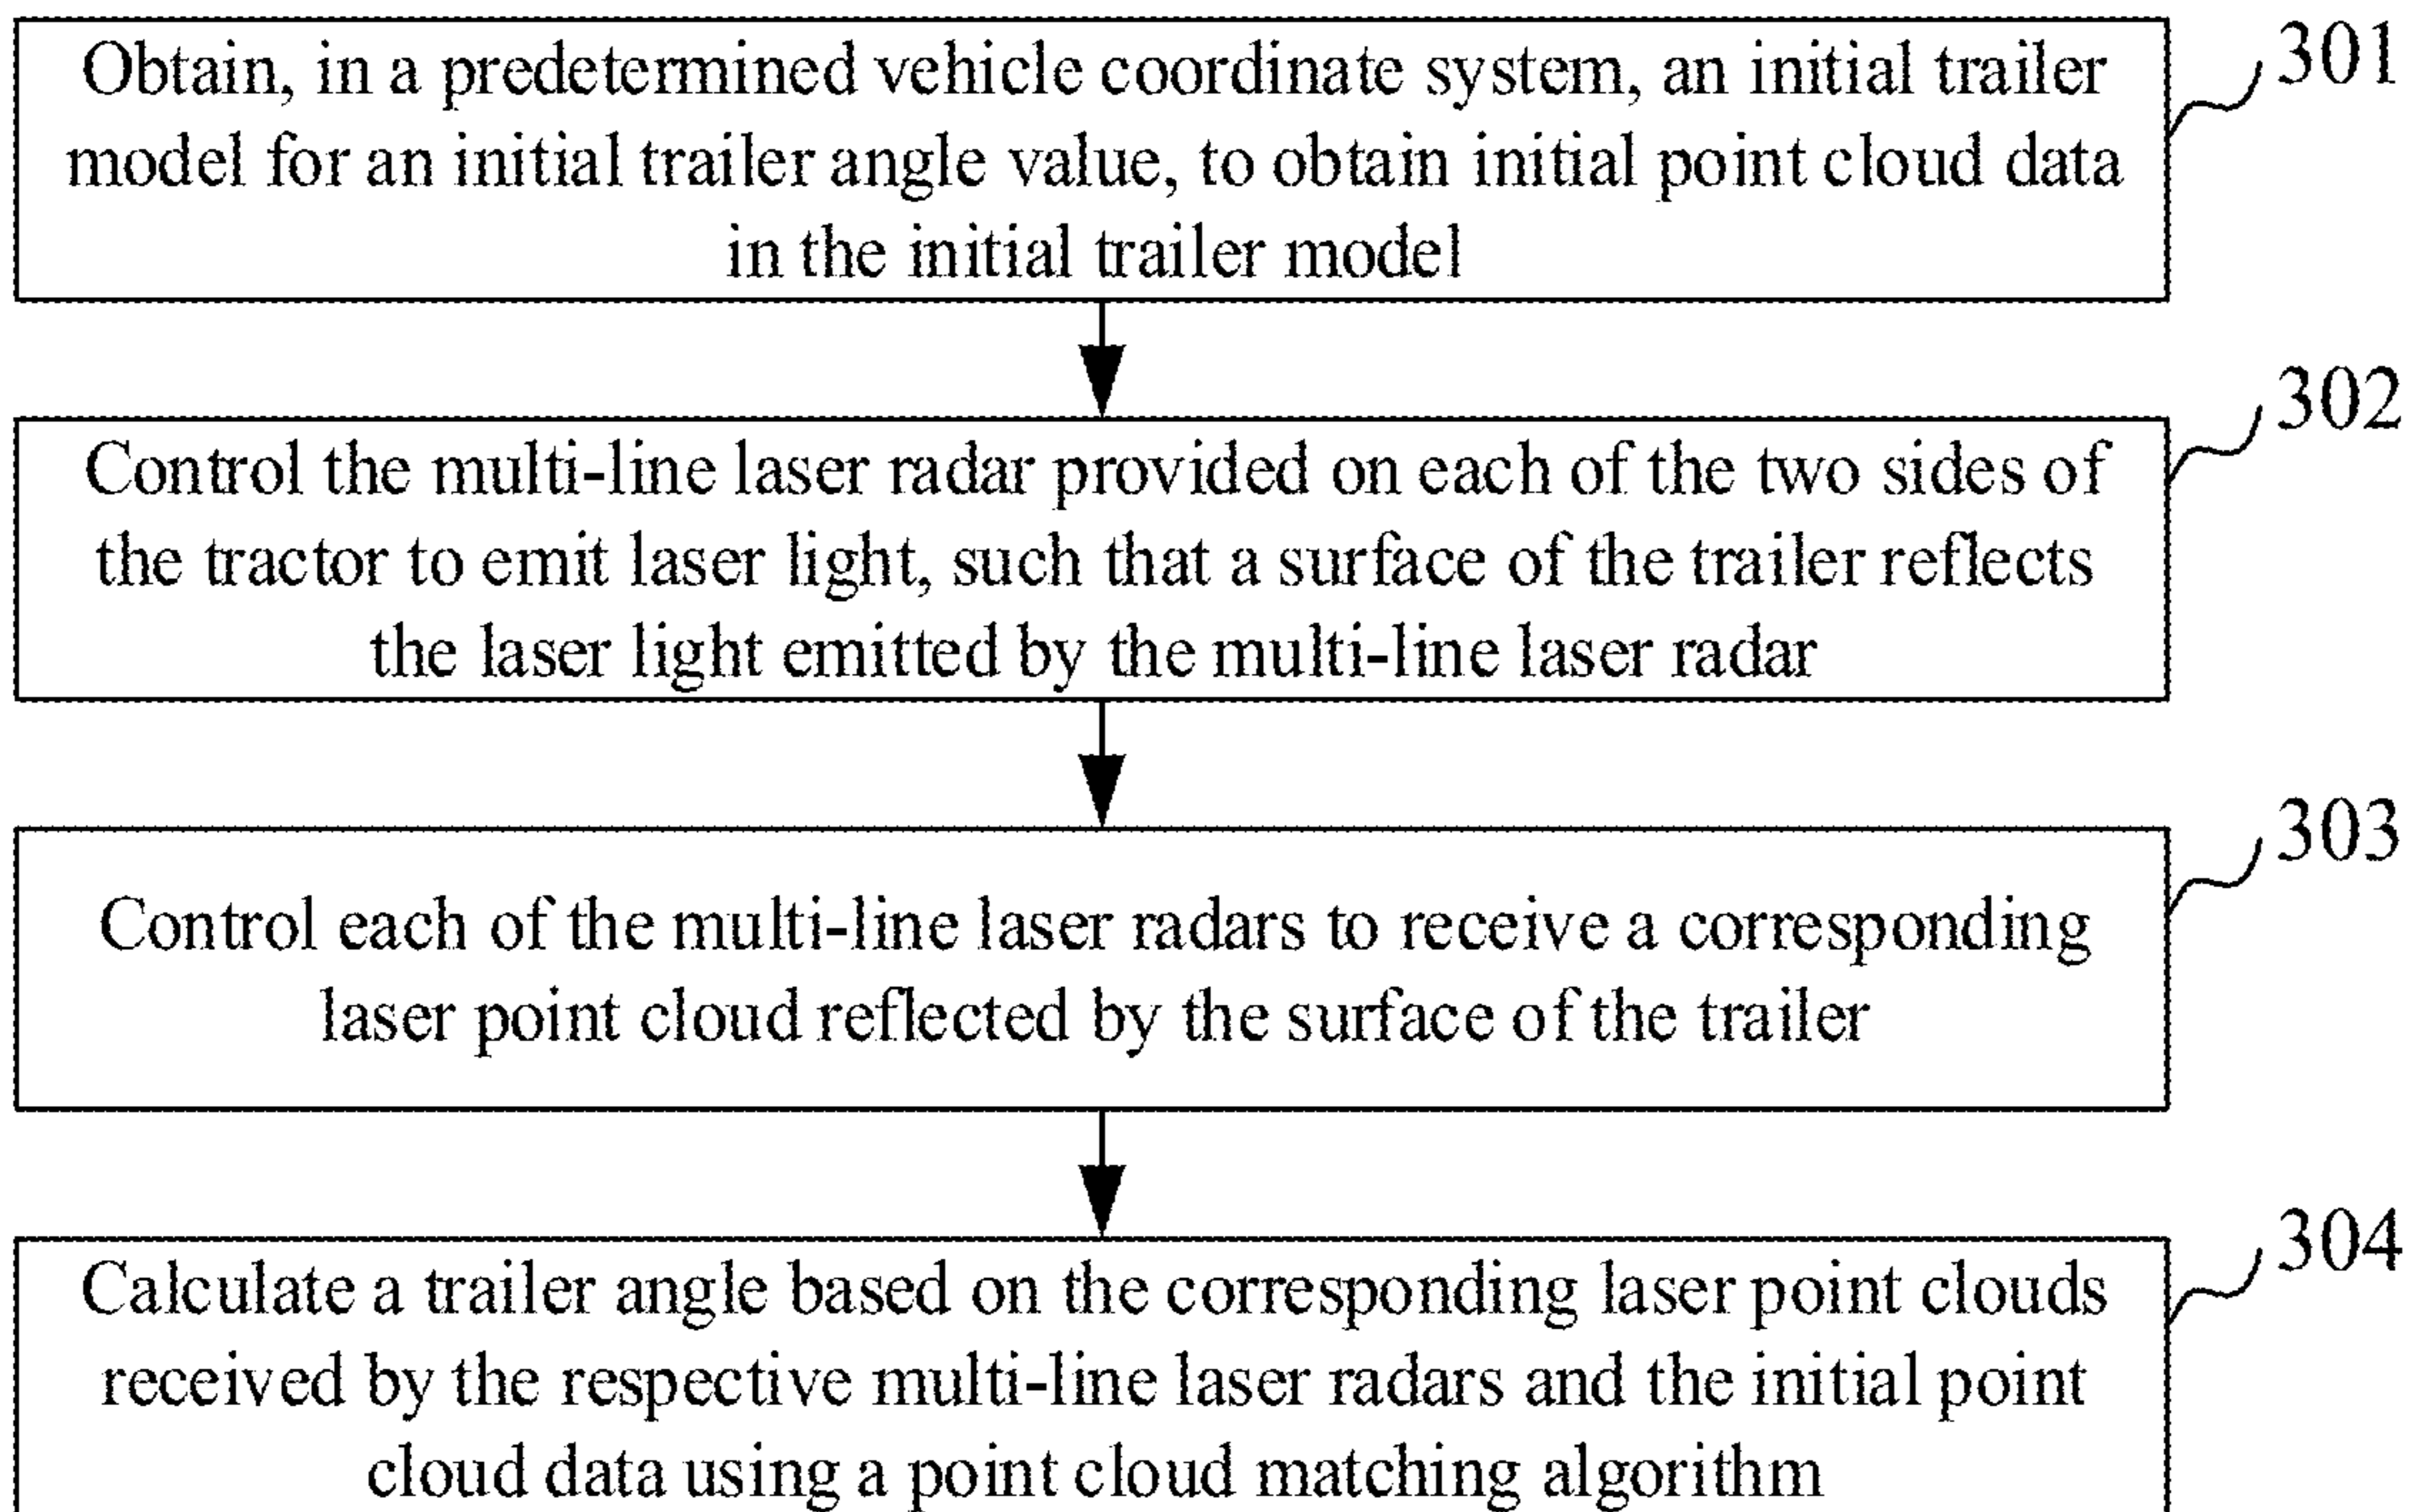 Obtain, in a predetermined vehicle coordinate system, an initial trailer
model for an initial trailer angle value, to obtain initial point cloud data
in the initial trailer model
301
Control the multi-line laser radar provided on each of the two sides of
the tractor to emit laser light, such that a surface of the trailer reflects
the laser light emitted by the multi-line laser radar
302
Control each of the multi-line laser radars to receive a corresponding
laser point cloud reflected by the surface of the trailer
303
Calculate a trailer angle based on the corresponding laser point clouds
received by the respective multi-line laser radars and the initial point
cloud data using a point cloud matching algorithm
304